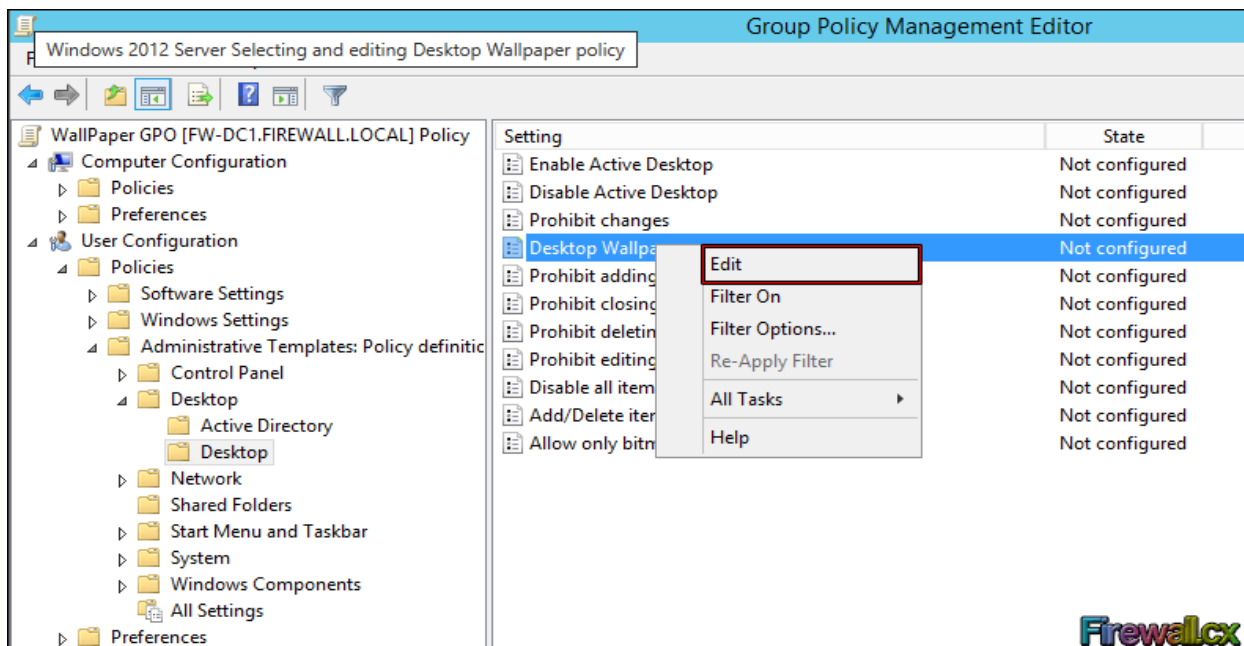 Group Policy Management Editor
Windows 2012 Server Selecting and editing Desktop Wallpaper policy
F
WallPaper GPO [FW-DC1.FIREWALL.LOCAL] Policy
Computer Configuration
Policies
Preferences
User Configuration
Policies
Software Settings
Windows Settings
Administrative Templates: Policy definitic
Control Panel
Desktop
Active Directory
Desktop
Network
Shared Folders
Start Menu and Taskbar
System
Windows Components
All Settings
Preferences
Setting State
Enable Active Desktop Not configured
Disable Active Desktop Not configured
Prohibit changes Not configured
Desktop Wallpa Not configured
Prohibit adding Not configured
Prohibit closing Not configured
Prohibit deletin Not configured
Prohibit editing Not configured
Disable all item Not configured
Add/Delete iter Not configured
Allow only bitm Not configured
Edit
Filter On
Filter Options...
Re-Apply Filter
All Tasks
Help
Firewall.cx